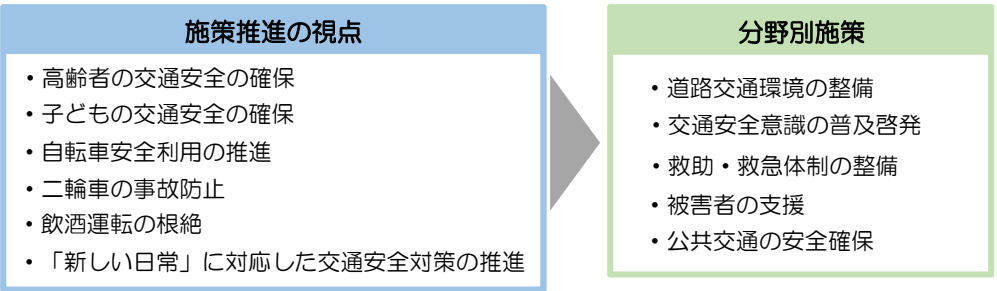 施策推進の視点
・高齢者の交通安全の確保
・子どもの交通安全の確保
・自転車安全利用の推進
・二輪車の事故防止
・飲酒運転の根絶
・「新しい日常」に対応した交通安全対策の推進
分野別施策
・道路交通環境の整備
・交通安全意識の普及啓発
・救助・救急体制の整備
・被害者の支援
・公共交通の安全確保